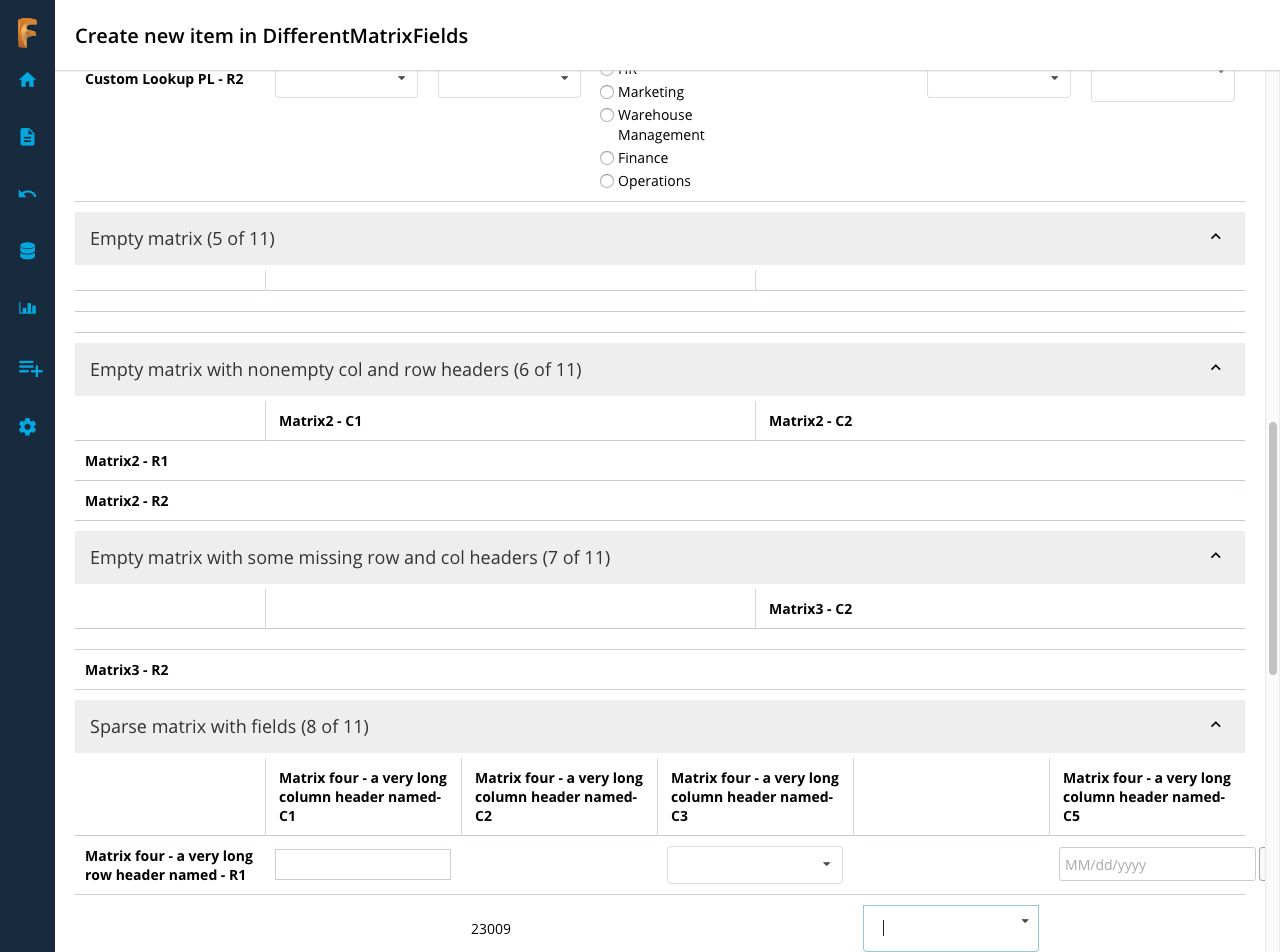 Create new item in DifferentMatrixFields
Custom Lookup PL - R2
HR
Marketing
Warehouse
Management
Finance
Operations
Empty matrix (5 of 11)
Empty matrix with nonempty col and row headers (6 of 11)
Matrix2 - C1
Matrix2 - C2
Matrix2 - R1
Matrix2 - R2
Empty matrix with some missing row and col headers (7 of 11)
Matrix3 - C2
Matrix3 - R2
Sparse matrix with fields (8 of 11)
Matrix four - a very long
column header named-
C1
Matrix four - a very long
column header named-
C2
Matrix four - a very long
column header named-
C3
Matrix four - a very long
column header named-
C5
Matrix four - a very long
row header named - R1
MM/dd/yyyy
23009